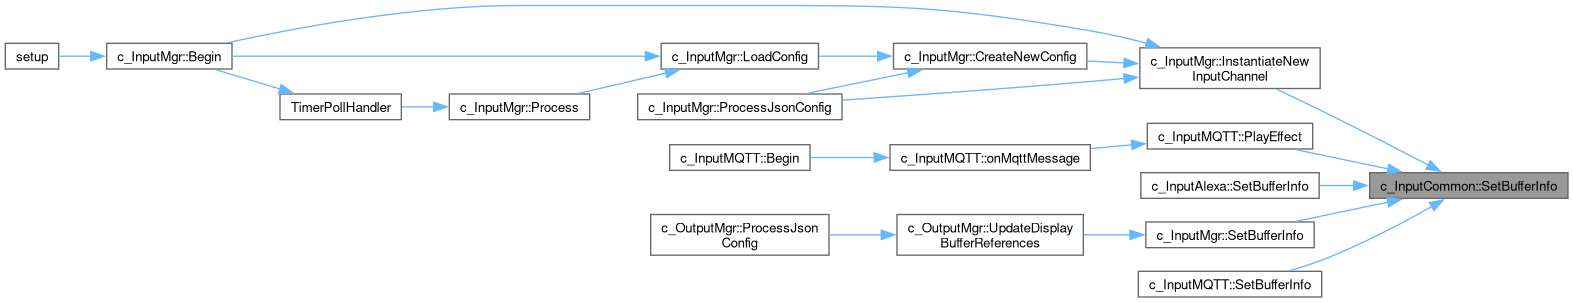 setup
c_InputMgr::Begin
TimerPollHandler
c_InputMgr::LoadConfig
c_InputMgr::Process
c_InputMgr::CreateNewConfig
c_InputMgr::ProcessJsonConfig
c_InputMgr::InstantiateNew
InputChannel
c_InputMQTT::Begin
c_InputMQTT::onMqttMessage
c_InputMQTT::PlayEffect
c_InputAlexa::SetBufferInfo
c_InputCommon::SetBufferInfo
c_OutputMgr::ProcessJson
Config
c_OutputMgr::UpdateDisplay
BufferReferences
c_InputMgr::SetBufferInfo
c_InputMQTT::SetBufferInfo